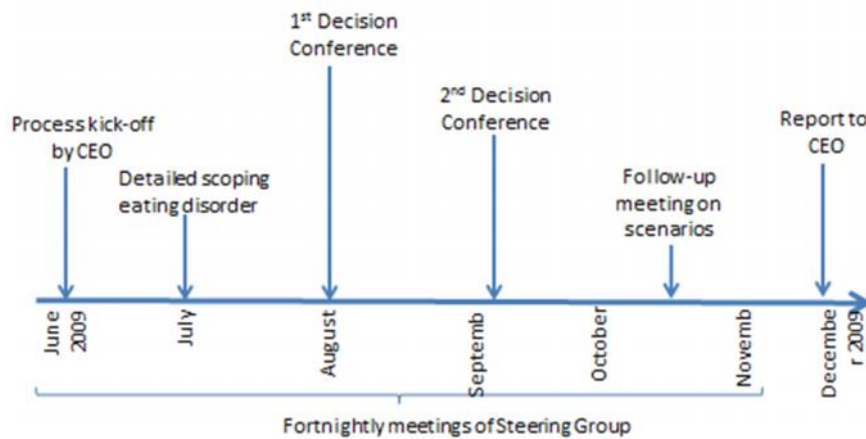 1st Decision
Conference
2nd Decision
Conference
Process kick-off
by CEO
Report to
CEO
Detailed scoping
eating disorder
Follow-up
meeting on
scenarios
June
2009
July
August
Septemb
October
Novemb
Decembe
r 2009
Fortnightly meetings of Steering Group